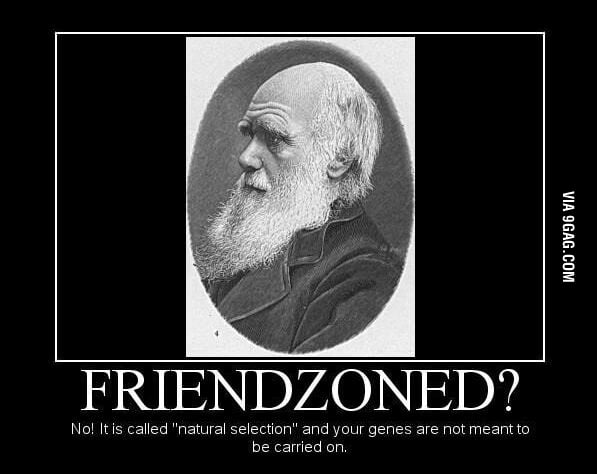 4
VIA 9GAG.COM
FRIENDZONED?
No! It is called "natural selection" and your genes are not meant to
be carried on.